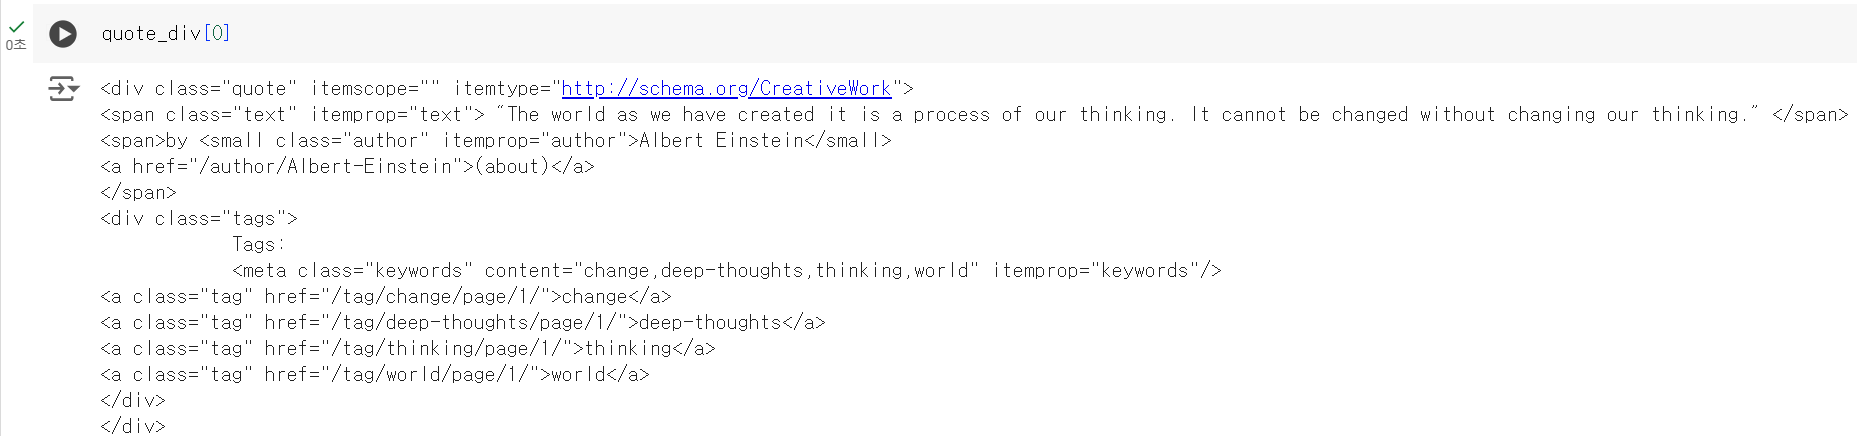 0초
quote_div[0]
<div class="quote" itemscope="" itemtype="http://schema.org/CreativeWork">
<span class="text" itemprop="text"> “The world as we have created it is a process of our thinking. It cannot be changed without changing our thinking.” </span>
<span>by <small class="author" itemprop="author">Albert Einstein</small>
<a href="/author/Albert-Einstein">(about)</a>
</span>
<div class="tags">
            Tags:
            <meta class="keywords" content="change,deep-thoughts,thinking,world" itemprop="keywords"/>
<a class="tag" href="/tag/change/page/1/">change</a>
<a class="tag" href="/tag/deep-thoughts/page/1/">deep-thoughts</a>
<a class="tag" href="/tag/thinking/page/1/">thinking</a>
<a class="tag" href="/tag/world/page/1/">world</a>
</div>
</div>